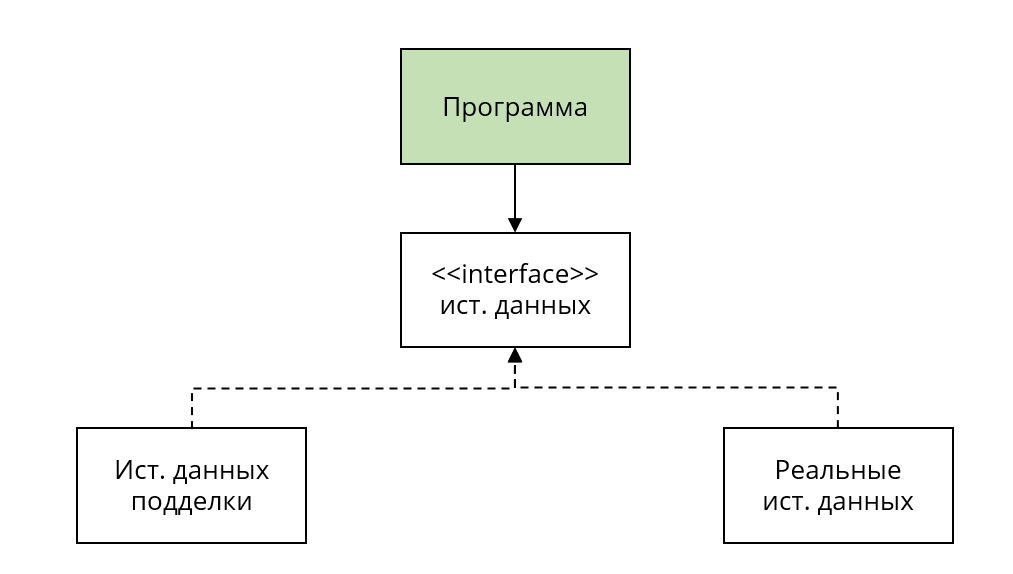 Программа
<<interface>>
ист. данных
Ист. данных
подделки
Реальные
ист. данных